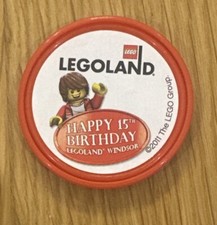 LEGO
LEGOLAND®
HAPPY 15TH
BIRTHDAY
LEGOLAND® WINDSOR
©2011 The LEGO Group